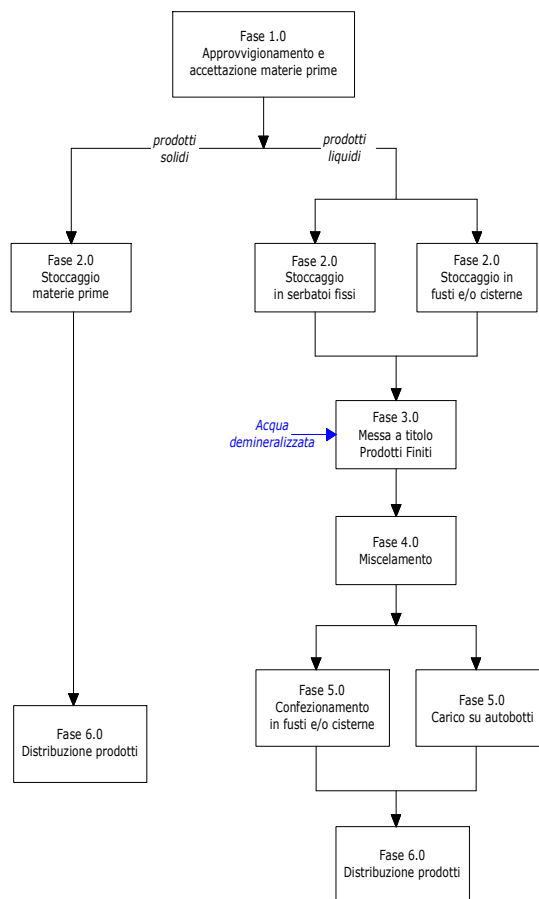 Fase 1.0
Approvvigionamento e
accettazione materie prime
prodotti
solidi
prodotti
liquidi
Fase 2.0
Stoccaggio
materie prime
Fase 2.0
Stoccaggio
in serbatoi fissi
Fase 2.0
Stoccaggio in
fusti e/o cisterne
Acqua
demineralizzata
Fase 3.0
Messa a titolo
Prodotti Finiti
Fase 4.0
Miscelamento
Fase 5.0
Confezionamento
in fusti e/o cisterne
Fase 5.0
Carico su autobotti
Fase 6.0
Distribuzione prodotti
Fase 6.0
Distribuzione prodotti